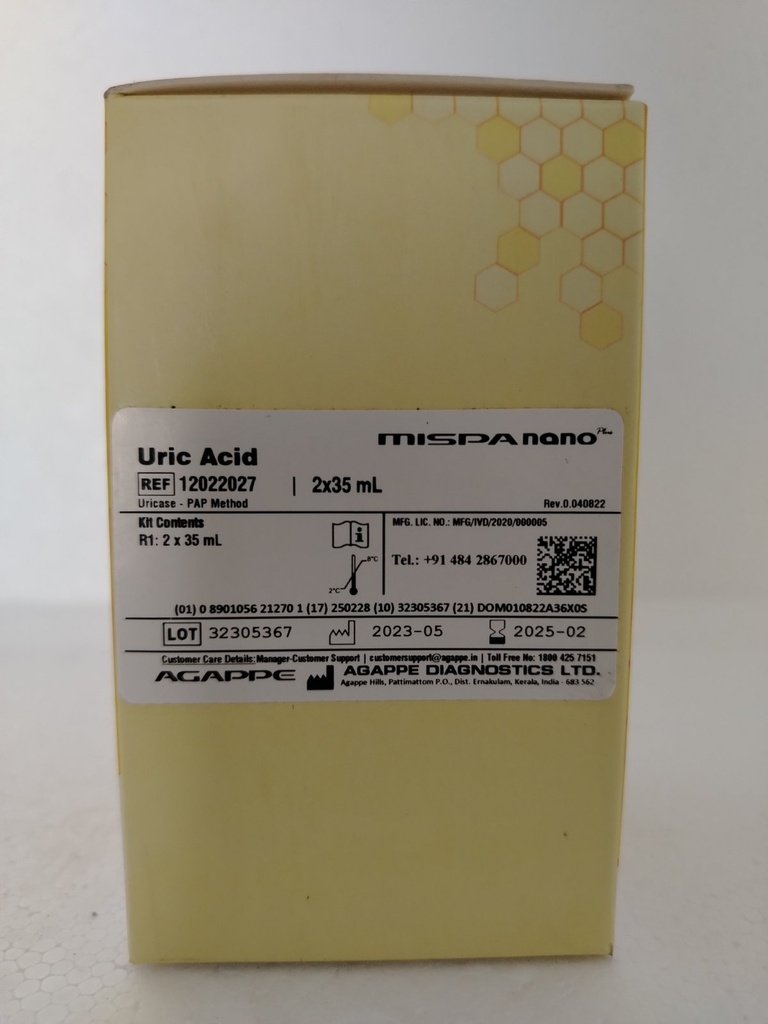 MISPA nano Plus
Uric Acid
REF 12022027 | 2x35 mL
Uricase - PAP Method Rev.0.040822
Kit Contents
R1: 2 x 35 mL
8°C
2°C
MFG. LIC. NO.: MFG/IVD/2020/000005
Tel.: +91 484 2867000
(01) 0 8901056 21270 1 (17) 250228 (10) 32305367 (21) DOM010822A36X0S
LOT 32305367 2023-05 2025-02
Customer Care Details: Manager-Customer Support | customersupport@agappe.in | Toll Free No: 1800 425 7151
AGAPPE AGAPPE DIAGNOSTICS LTD.
Agappe Hills, Pattimattom P.O., Dist. Ernakulam, Kerala, India - 683 562